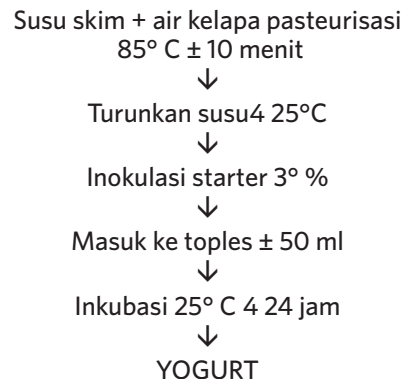 Susu skim + air kelapa pasteurisasi
85° C ± 10 menit
↓
Turunkan susu4 25°C
↓
Inokulasi starter 3° %
↓
Masuk ke toples ± 50 ml
↓
Inkubasi 25° C 4 24 jam
↓
YOGURT